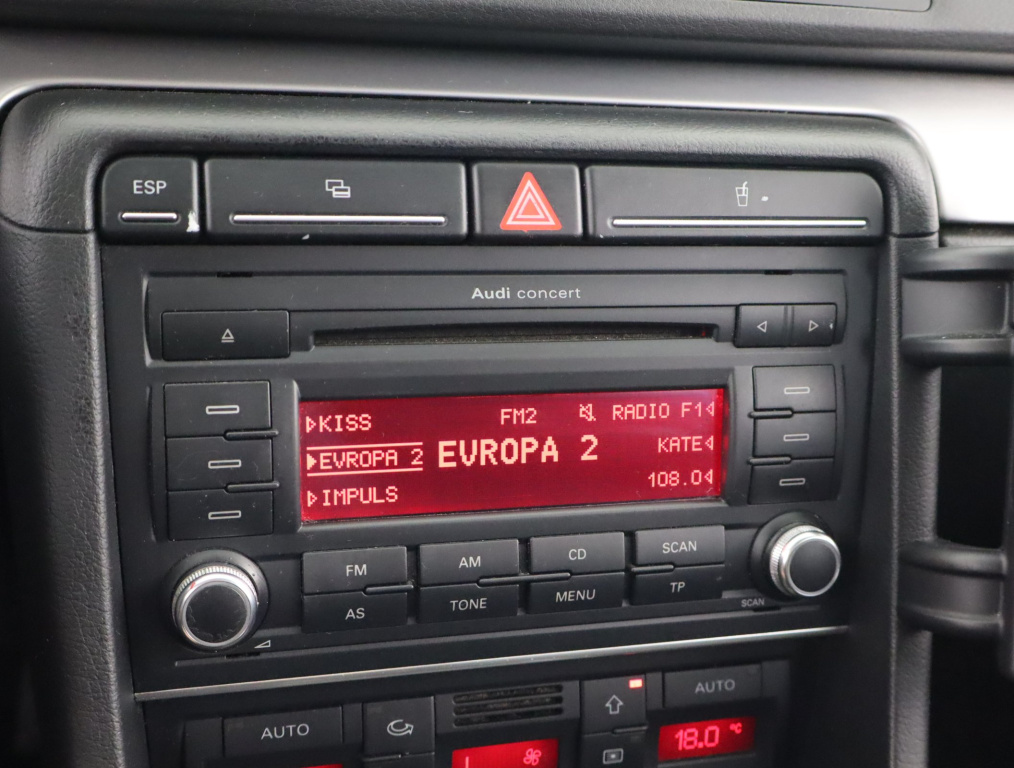 ESP
Audi concert
KISS FM2 RADIO F1
EVROPA 2 EVROPA 2 KATE
IMPULS 108.0
FM AM CD SCAN
AS TONE MENU TP SCAN
AUTO AUTO
18.0 °C